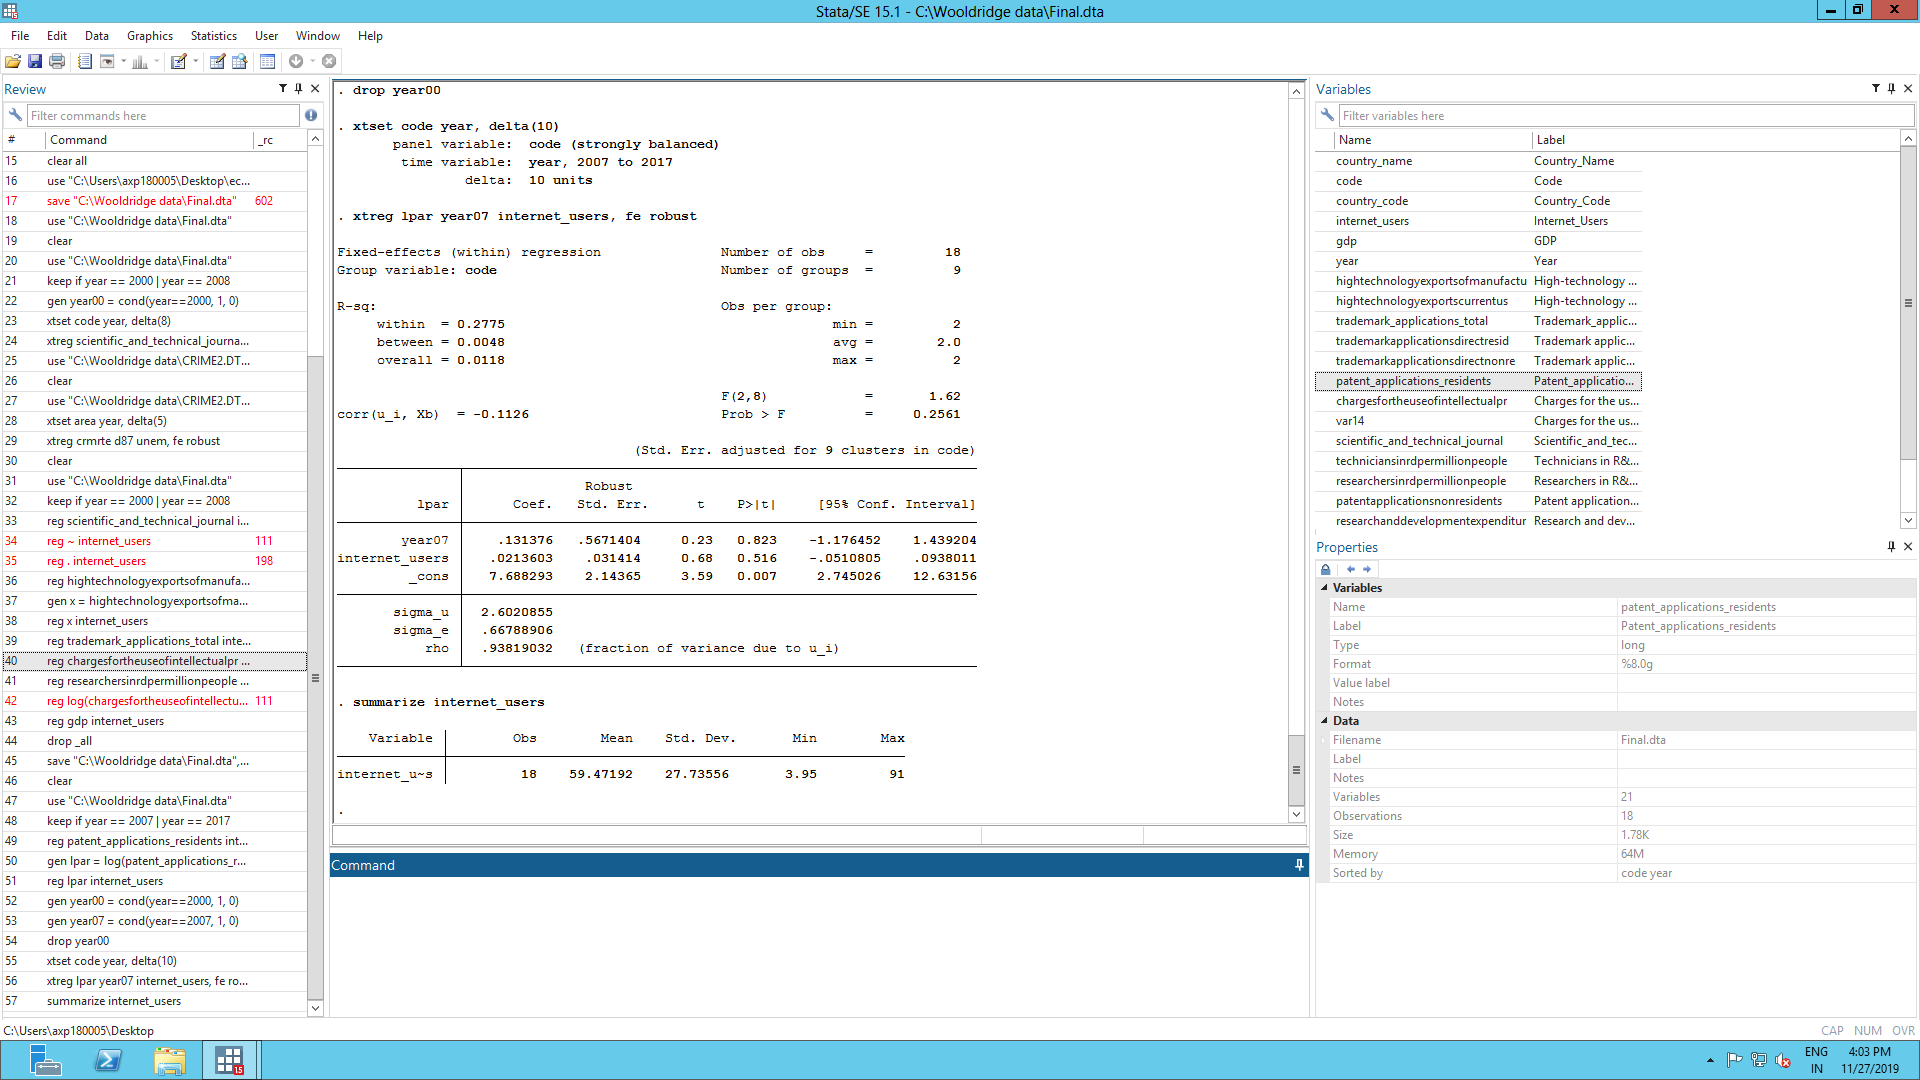 Stata/SE 15.1 - C:\Wooldridge data\Final.dta
File Edit Data Graphics Statistics User Window Help
Review
Filter commands here
# Command _rc
15 clear all
16 use "C:\Users\axp180005\Desktop\ec...
17 save "C:\Wooldridge data\Final.dta" 602
18 use "C:\Wooldridge data\Final.dta"
19 clear
20 use "C:\Wooldridge data\Final.dta"
21 keep if year == 2000 | year == 2008
22 gen year00 = cond(year==2000, 1, 0)
23 xtset code year, delta(8)
24 xtreg scientific_and_technical_journa...
25 use "C:\Wooldridge data\CRIME2.DT...
26 clear
27 use "C:\Wooldridge data\CRIME2.DT...
28 xtset area year, delta(5)
29 xtreg crmrte d87 unem, fe robust
30 clear
31 use "C:\Wooldridge data\Final.dta"
32 keep if year == 2000 | year == 2008
33 reg scientific_and_technical_journal i...
34 reg ~ internet_users 111
35 reg . internet_users 198
36 reg hightechnologyexportsofmanufa...
37 gen x = hightechnologyexportsofma...
38 reg x internet_users
39 reg trademark_applications_total inte...
40 reg chargesfortheuseofintellectualpr ...
41 reg researchersinrdpermillionpeople ...
42 reg log(chargesfortheuseofintellectu... 111
43 reg gdp internet_users
44 drop _all
45 save "C:\Wooldridge data\Final.dta",...
46 clear
47 use "C:\Wooldridge data\Final.dta"
48 keep if year == 2007 | year == 2017
49 reg patent_applications_residents int...
50 gen lpar = log(patent_applications_r...
51 reg lpar internet_users
52 gen year00 = cond(year==2000, 1, 0)
53 gen year07 = cond(year==2007, 1, 0)
54 drop year00
55 xtset code year, delta(10)
56 xtreg lpar year07 internet_users, fe ro...
57 summarize internet_users
. drop year00
. xtset code year, delta(10)
panel variable: code (strongly balanced)
time variable: year, 2007 to 2017
delta: 10 units
. xtreg lpar year07 internet_users, fe robust
Fixed-effects (within) regression Number of obs = 18
Group variable: code Number of groups = 9
R-sq: Obs per group:
within = 0.2775 min = 2
between = 0.0048 avg = 2.0
overall = 0.0118 max = 2
F(2,8) = 1.62
corr(u_i, Xb) = -0.1126 Prob > F = 0.2561
(Std. Err. adjusted for 9 clusters in code)
Robust
lpar Coef. Std. Err. t P>|t| [95% Conf. Interval]
year07 .131376 .5671404 0.23 0.823 -1.176452 1.439204
internet_users .0213603 .031414 0.68 0.516 -.0510805 .0938011
_cons 7.688293 2.14365 3.59 0.007 2.745026 12.63156
sigma_u 2.6020855
sigma_e .66788906
rho .93819032 (fraction of variance due to u_i)
. summarize internet_users
Variable Obs Mean Std. Dev. Min Max
internet_u~s 18 59.47192 27.73556 3.95 91
.
Command
Variables
Filter variables here
Name Label
country_name Country_Name
code Code
country_code Country_Code
internet_users Internet_Users
gdp GDP
year Year
hightechnologyexportsofmanufactu High-technology ...
hightechnologyexportscurrentus High-technology ...
trademark_applications_total Trademark_applic...
trademarkapplicationsdirectresid Trademark applic...
trademarkapplicationsdirectnonre Trademark applic...
patent_applications_residents Patent_applicatio...
chargesfortheuseofintellectualpr Charges for the us...
var14 Charges for the us...
scientific_and_technical_journal Scientific_and_tec...
techniciansinrdpermillionpeople Technicians in R&...
researchersinrdpermillionpeople Researchers in R&...
patentapplicationsnonresidents Patent application...
researchanddevelopmentexpenditur Research and dev...
Properties
Variables
Name patent_applications_residents
Label Patent_applications_residents
Type long
Format %8.0g
Value label
Notes
Data
Filename Final.dta
Label
Notes
Variables 21
Observations 18
Size 1.78K
Memory 64M
Sorted by code year
C:\Users\axp180005\Desktop
CAP NUM OVR
15
ENG 4:03 PM
IN 11/27/2019